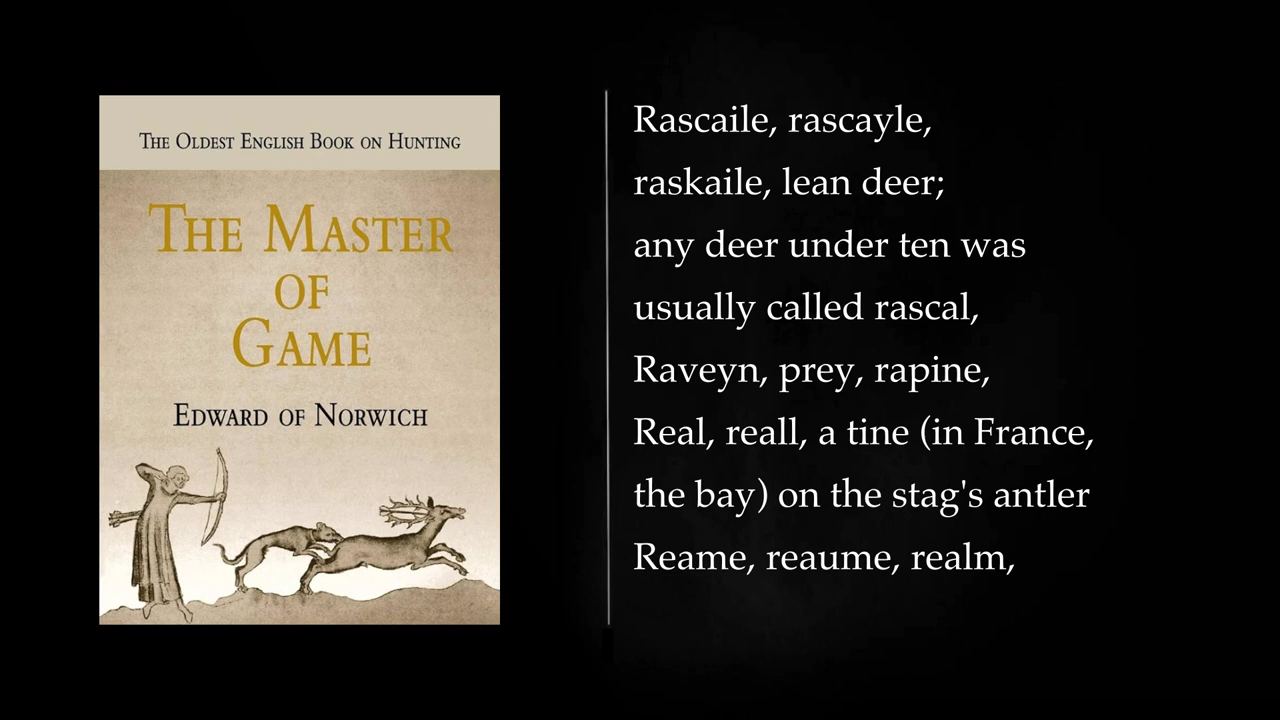 THE OLDEST ENGLISH BOOK ON HUNTING
THE MASTER
OF
GAME
EDWARD OF NORWICH
Rascaile, rascayle,
raskaile, lean deer;
any deer under ten was
usually called rascal,
Raveyn, prey, rapine,
Real, reall, a tine (in France,
the bay) on the stag's antler
Reame, reaume, realm,